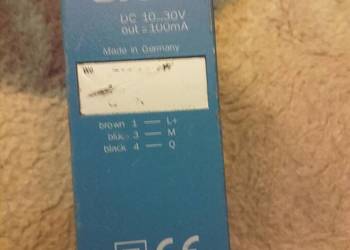 DC 10...30V
out = 100mA
Made in Germany
brown 1 — L+
blue 3 — M
black 4 — Q
CE